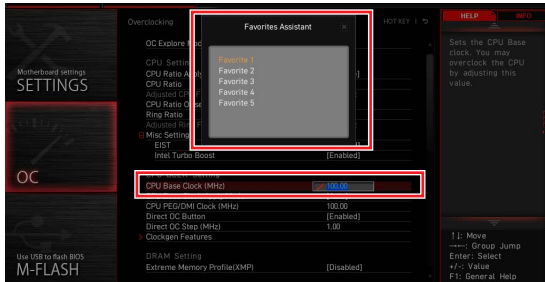 HELP
INFO
Overclocking
HOT KEY
Favorites Assistant
×
Favorite 1
Favorite 2
Favorite 3
Favorite 4
Favorite 5
Sets the CPU Base
clock. You may
overclock the CPU
by adjusting this
value.
Motherboard settings
SETTINGS
OC
Use USB to flash BIOS
M-FLASH
OC Explore
CPU Setting
CPU Ratio
CPU Ratio
Adjusted CPU
CPU Ratio
Ring Ratio
Adjusted Ring
Misc Setting
EIST
Intel Turbo Boost [Enabled]
CPU Base Clock (MHz) 100.00
CPU PEG/DMI Clock (MHz) 100.00
Direct OC Button [Enabled]
Direct OC Step (MHz) 1.00
Clockgen Features
DRAM Setting
Extreme Memory Profile(XMP) [Disabled]
↑↓: Move
→←: Group Jump
Enter: Select
+/-: Value
F1: General Help